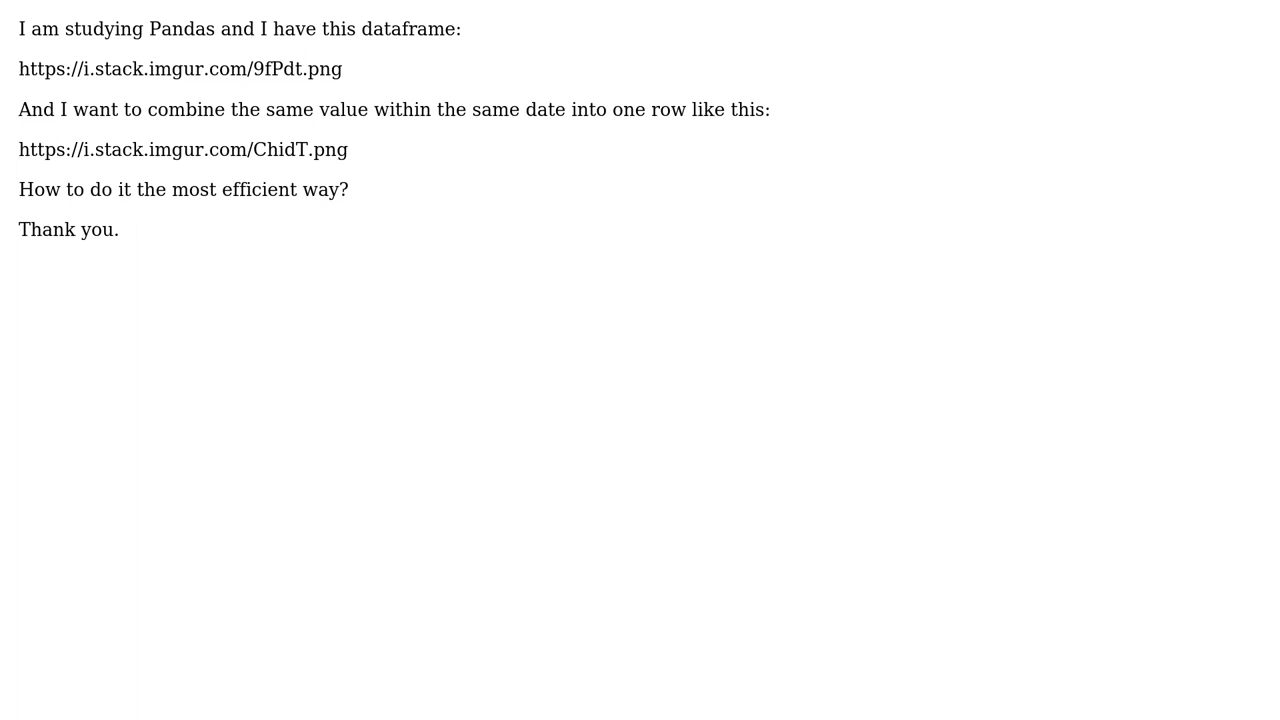 I am studying Pandas and I have this dataframe:
https://i.stack.imgur.com/9fPdt.png
And I want to combine the same value within the same date into one row like this:
https://i.stack.imgur.com/ChidT.png
How to do it the most efficient way?
Thank you.